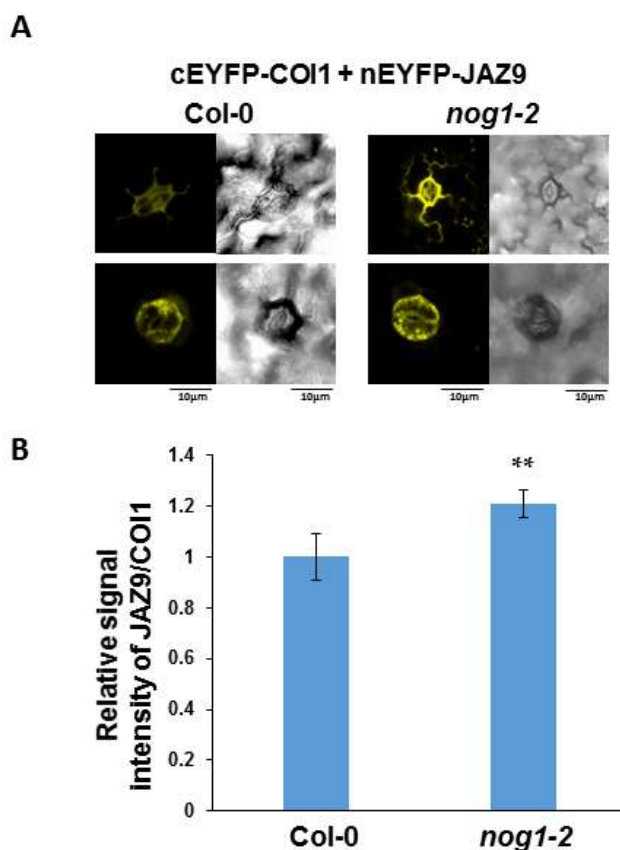 A
cEYFP-COI1 + nEYFP-JAZ9
Col-0 nog1-2
10μm 10μm 10μm 10μm
B
Relative signal
intensity of JAZ9/COI1
1.4
1.2
1
0.8
0.6
0.4
0.2
0
**
Col-0 nog1-2